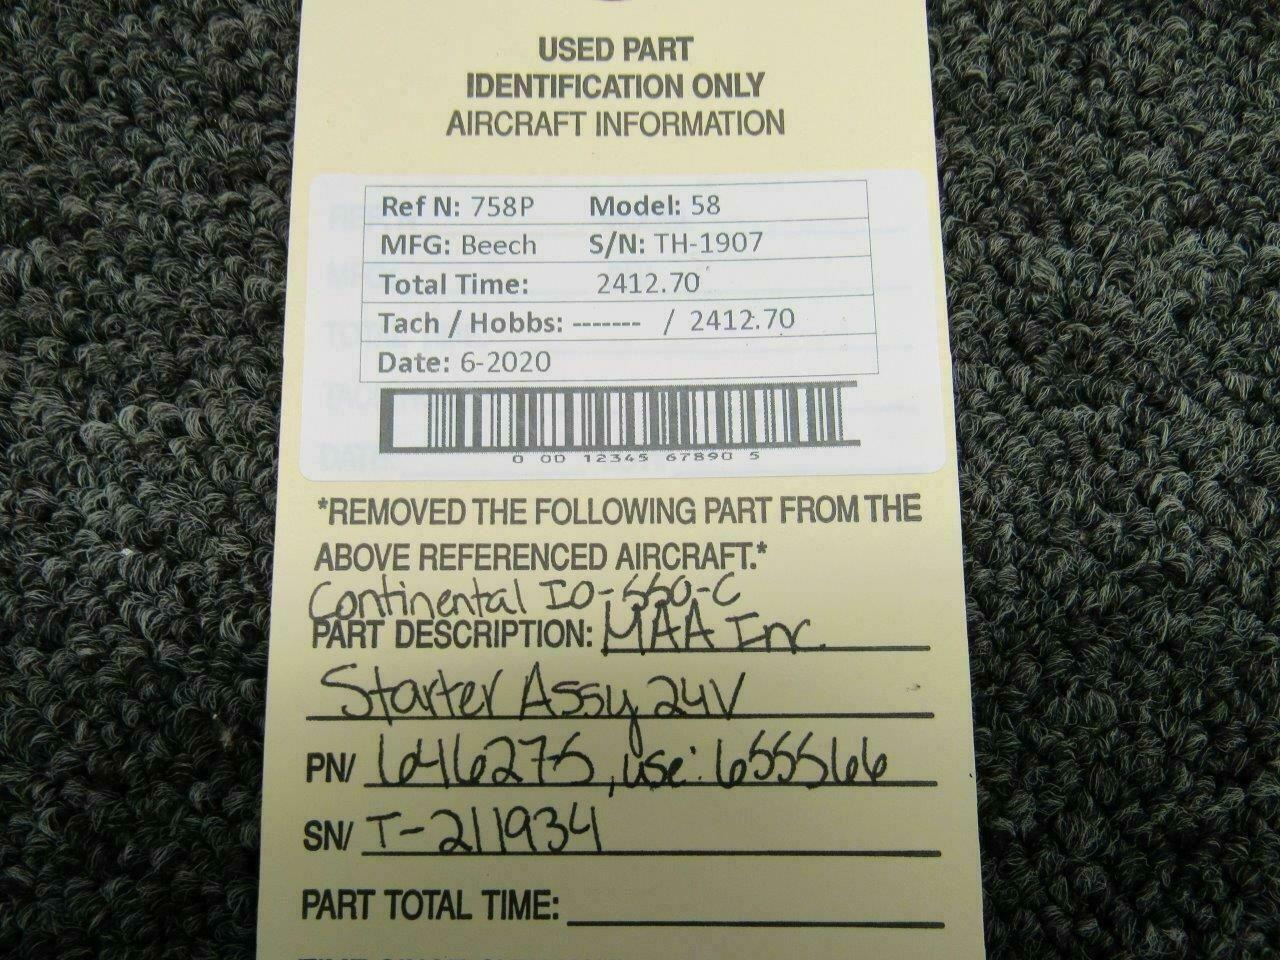 USED PART
IDENTIFICATION ONLY
AIRCRAFT INFORMATION
Ref N: 758P Model: 58
MFG: Beech S/N: TH-1907
Total Time: 2412.70
Tach / Hobbs: ------- / 2412.70
Date: 6-2020
0 00 12345 67890 5
*REMOVED THE FOLLOWING PART FROM THE
ABOVE REFERENCED AIRCRAFT.*
Continental IO-550-C
PART DESCRIPTION: MAA Inc.
Starter Assy 24V
PN/ 646275, use: 655566
SN/ T-211934
PART TOTAL TIME: